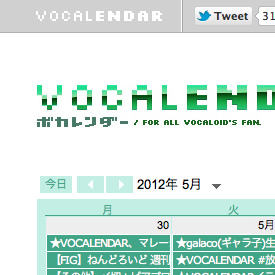 VOCALENDAR
Tweet
31
VOCALEND
ボカレンダー / FOR ALL VOCALOID'S FAN.
今日
2012年 5月
月 火
30 5月
★VOCALENDAR、マレー ★galaco(ギャラ子)生
【FIG】ねんどろいど 週刊 ★VOCALENDAR #放